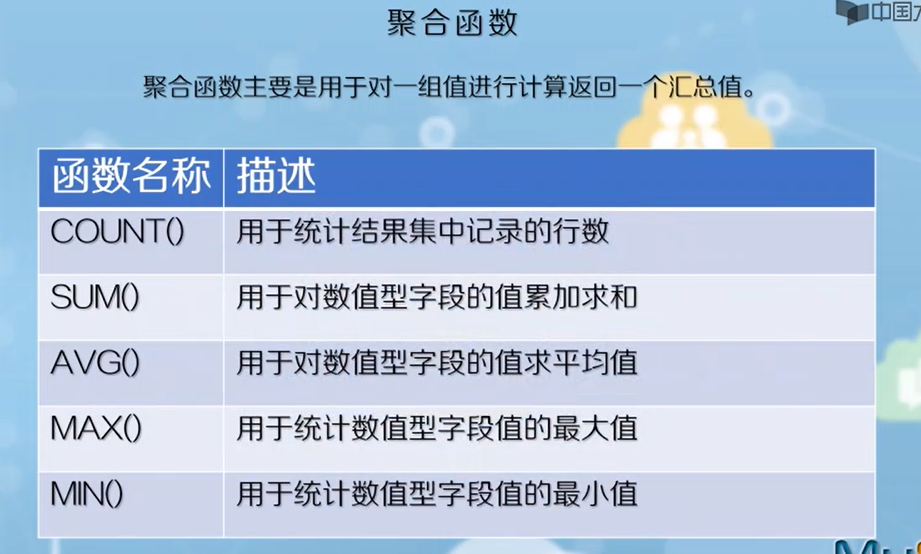 聚合函数
中国
聚合函数主要是用于对一组值进行计算返回一个汇总值。
函数名称 描述
COUNT() 用于统计结果集中记录的行数
SUM() 用于对数值型字段的值累加求和
AVG() 用于对数值型字段的值求平均值
MAX() 用于统计数值型字段值的最大值
MIN() 用于统计数值型字段值的最小值